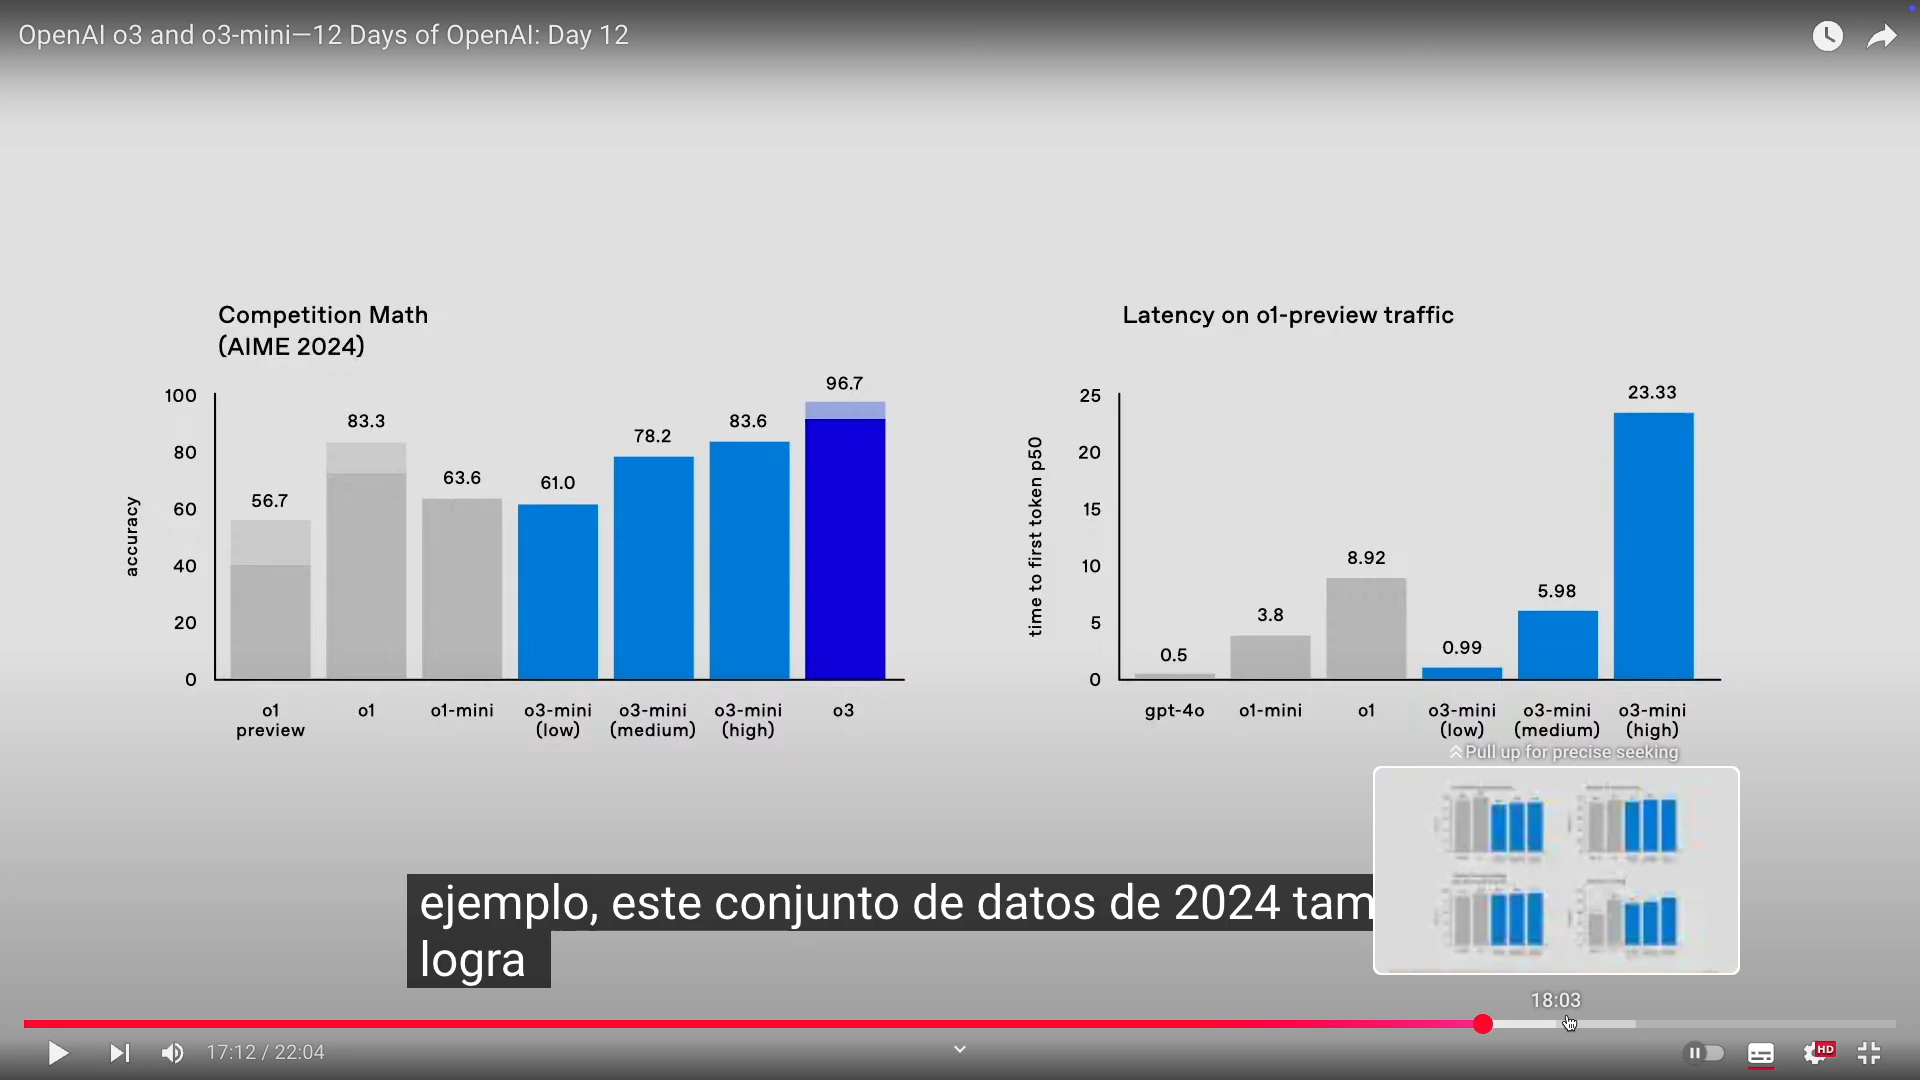 OpenAI o3 and o3-mini—12 Days of OpenAI: Day 12
Competition Math
(AIME 2024)
accuracy
100
80
60
40
20
0
56.7
83.3
63.6
61.0
78.2
83.6
96.7
o1
preview
o1
o1-mini
o3-mini
(low)
o3-mini
(medium)
o3-mini
(high)
o3
Latency on o1-preview traffic
time to first token p50
25
20
15
10
5
0
0.5
3.8
8.92
0.99
5.98
23.33
gpt-4o
o1-mini
o1
o3-mini
(low)
o3-mini
(medium)
o3-mini
(high)
Pull up for precise seeking
ejemplo, este conjunto de datos de 2024 tam
logra
18:03
17:12 / 22:04
HD